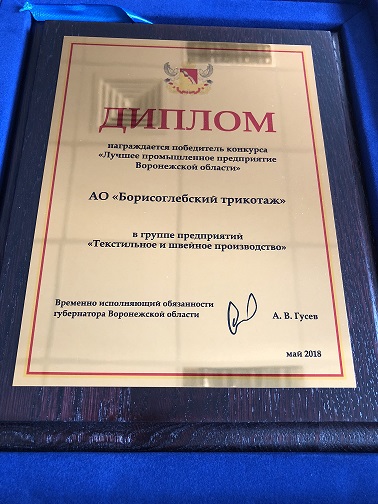 ДИПЛОМ
награждается победитель конкурса
«Лучшее промышленное предприятие
Воронежской области»
АО «Борисоглебский трикотаж»
в группе предприятий
«Текстильное и швейное производство»
Временно исполняющий обязанности
губернатора Воронежской области
А. В. Гусев
май 2018